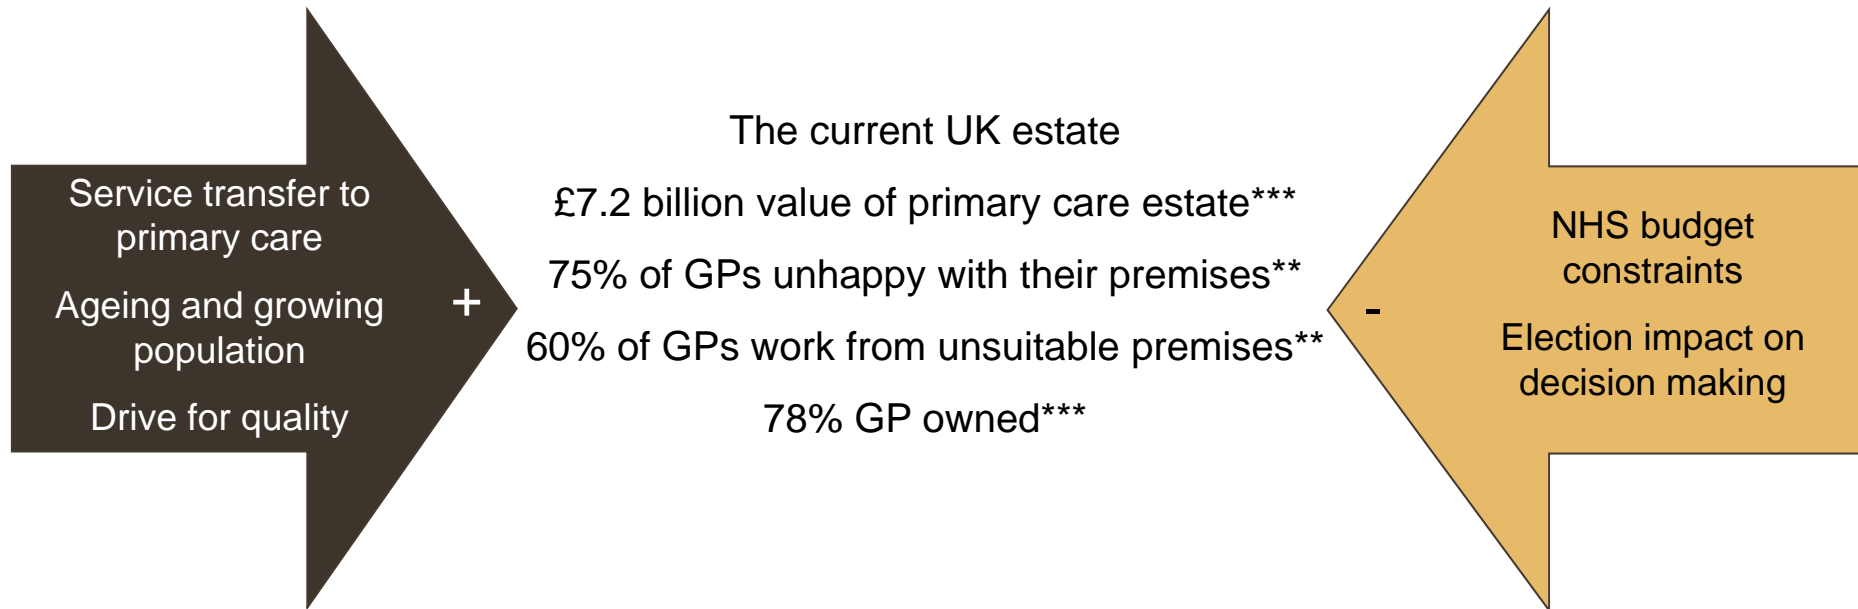 Service transfer to
primary care
Ageing and growing
population
Drive for quality
+
The current UK estate
£7.2 billion value of primary care estate***
75% of GPs unhappy with their premises**
60% of GPs work from unsuitable premises**
78% GP owned***
-
NHS budget
constraints
Election impact on
decision making